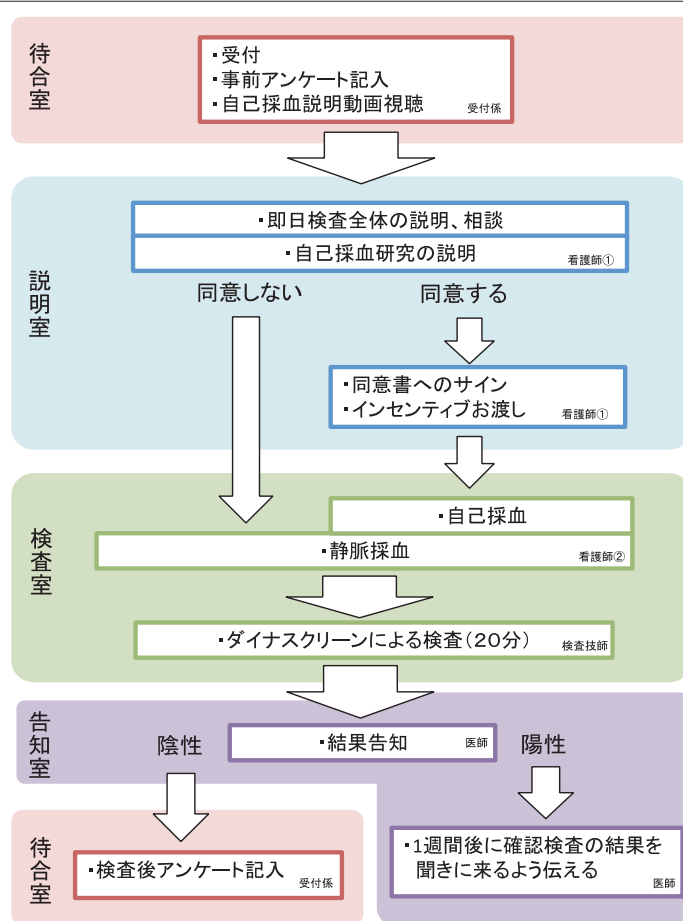 待合室
・受付
・事前アンケート記入
・自己採血説明動画視聴
受付係
説明室
・即日検査全体の説明、相談
・自己採血研究の説明
看護師①
同意しない
同意する
・同意書へのサイン
・インセンティブお渡し
看護師①
検査室
・自己採血
・静脈採血
看護師②
・ダイナスクリーンによる検査(20分)
検査技師
告知室
陰性
・結果告知
医師
陽性
待合室
・検査後アンケート記入
受付係
・1週間後に確認検査の結果を
聞きに来るよう伝える
医師